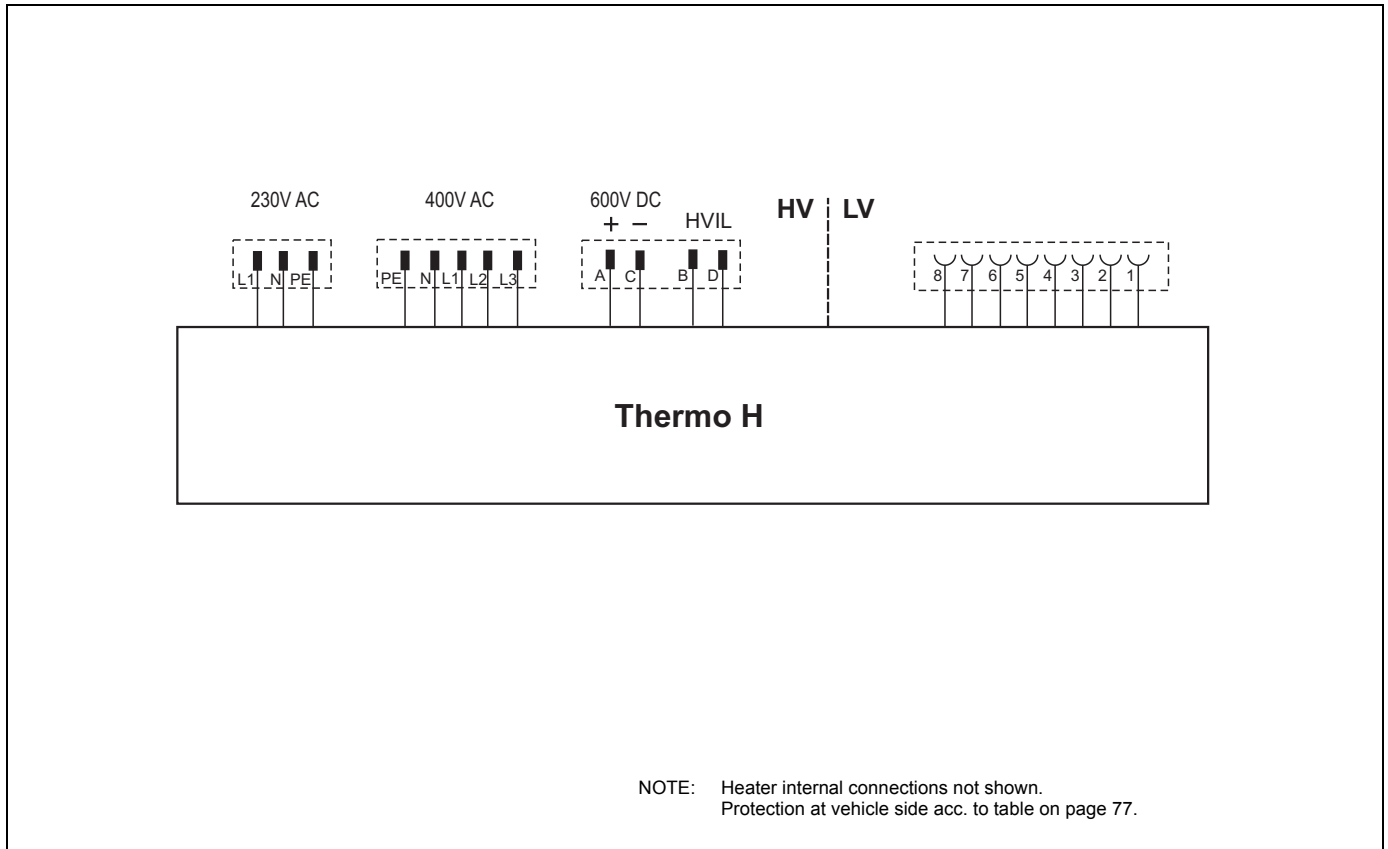 230V AC 400V AC 600V DC HV LV
+ − HVIL
L1 N PE PE N L1 L2 L3 A C B D 8 7 6 5 4 3 2 1
Thermo H
NOTE: Heater internal connections not shown.
Protection at vehicle side acc. to table on page 77.